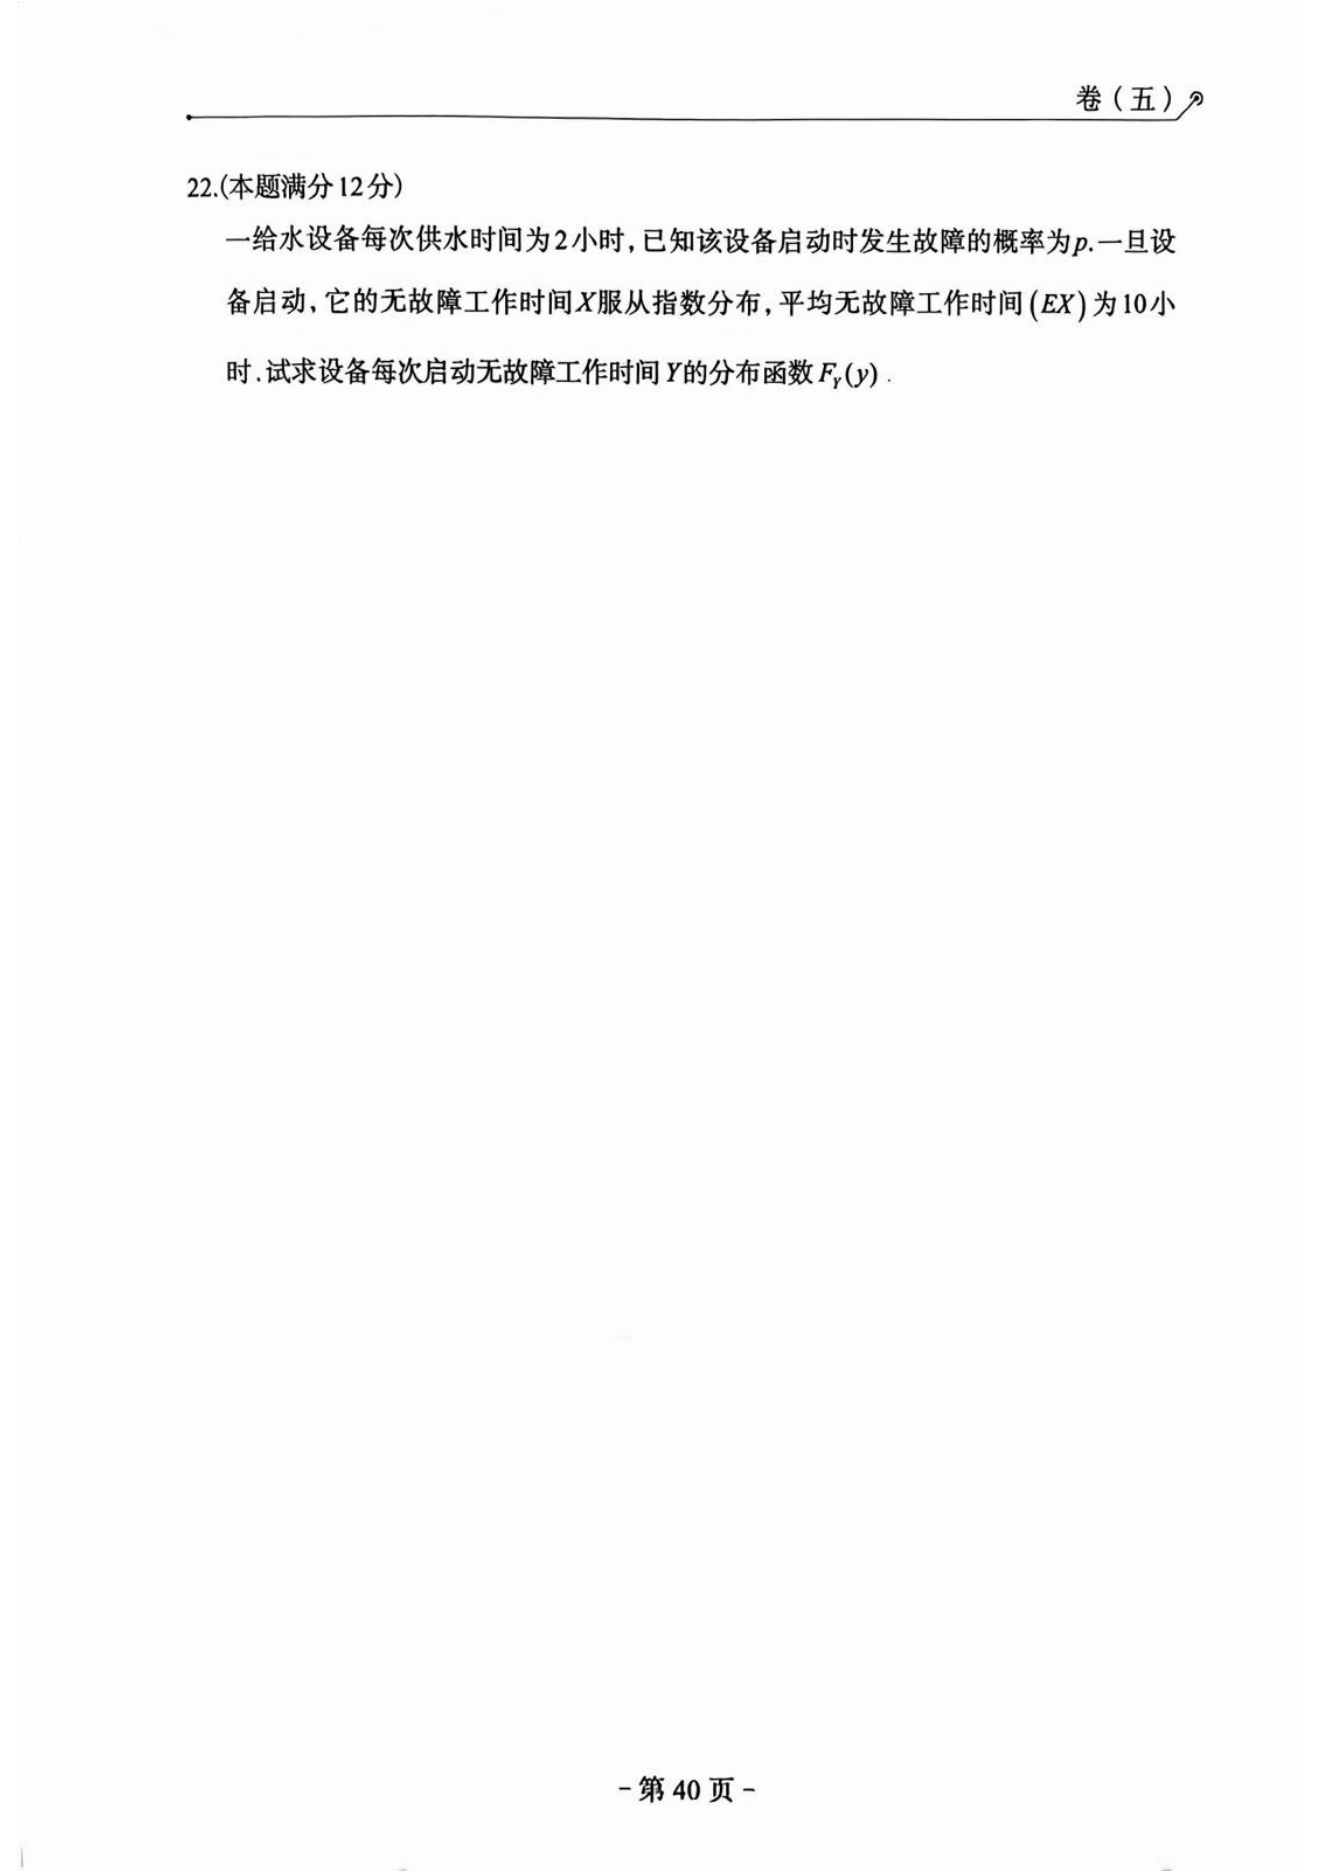 卷(五)
22.(本题满分12分)
一给水设备每次供水时间为2小时,已知该设备启动时发生故障的概率为p.一旦设
备启动,它的无故障工作时间X服从指数分布,平均无故障工作时间(EX)为10小
时.试求设备每次启动无故障工作时间Y的分布函数F_Y(y).
-第40页-